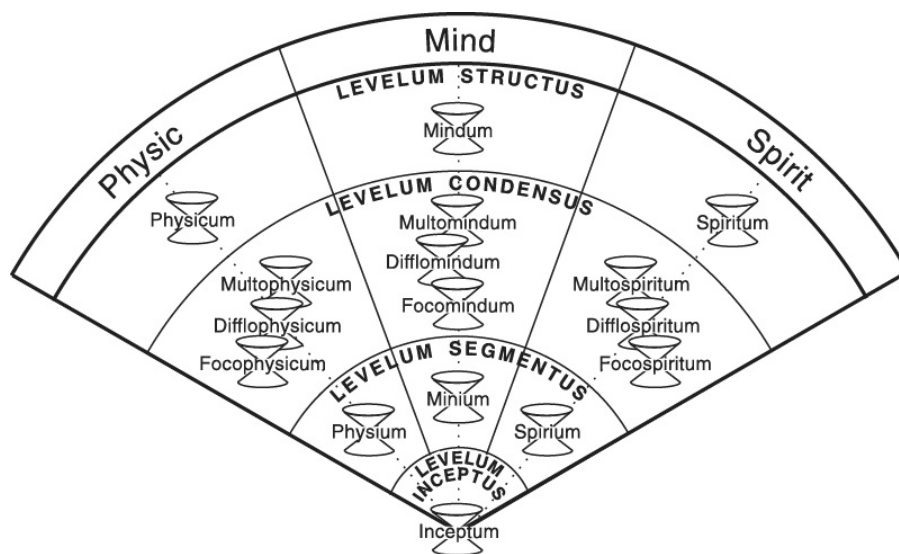 Mind
Physic
Spirit
LEVELUM STRUCTUS
Mindum
Physicum
Spiritum
LEVELUM CONDENSUS
Multomindum
Difflomindum
Focomindum
Multophysicum
Difflophysicum
Focophysicum
Multospiritum
Difflospiritum
Focospiritum
LEVELUM SEGMENTUS
Minium
Physium
Spirium
LEVELUM
INCEPTUS
Inceptum